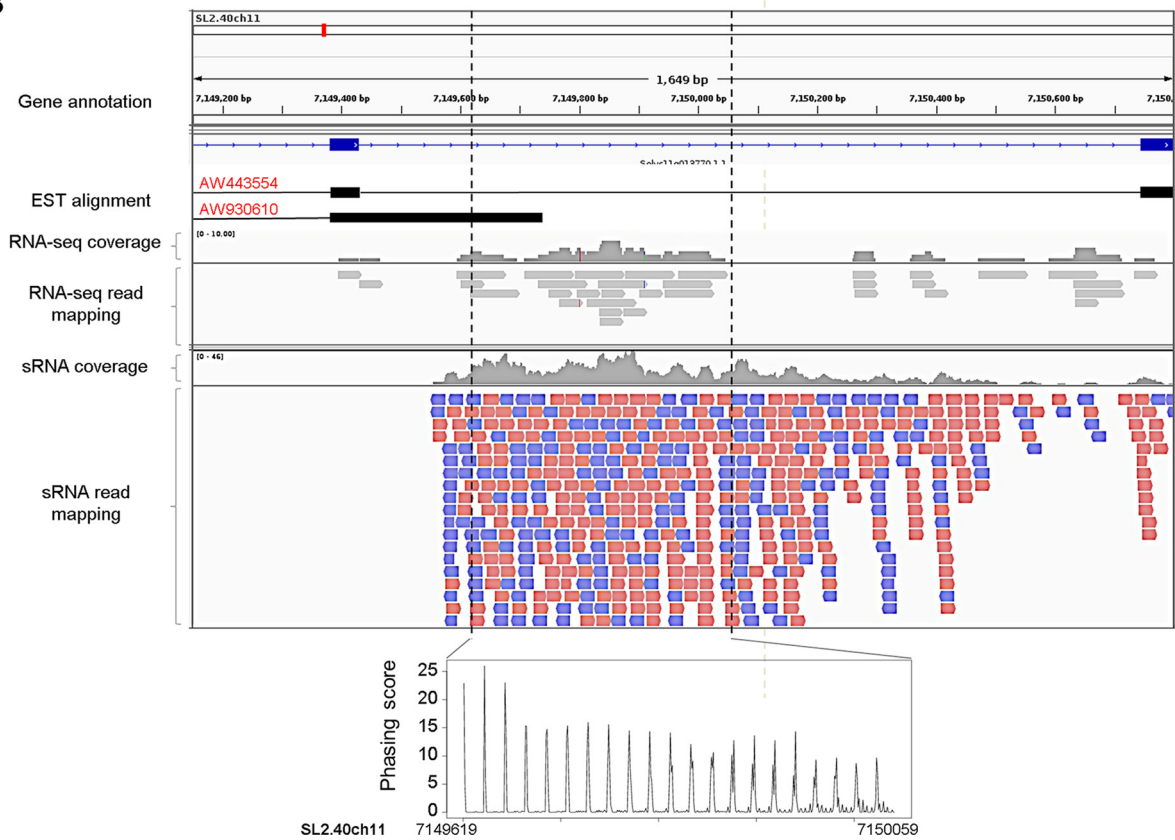 SL2.40ch11
1,649 bp
7,149,200 bp 7,149,400 bp 7,149,600 bp 7,149,800 bp 7,150,000 bp 7,150,200 bp 7,150,400 bp 7,150,600 bp 7,150,
Gene annotation
AW443554
EST alignment
AW930610
RNA-seq coverage
[0 - 10.00]
RNA-seq read
mapping
sRNA coverage
[0 - 46]
sRNA read
mapping
Phasing score
25
20
15
10
5
0
SL2.40ch11 7149619 7150059